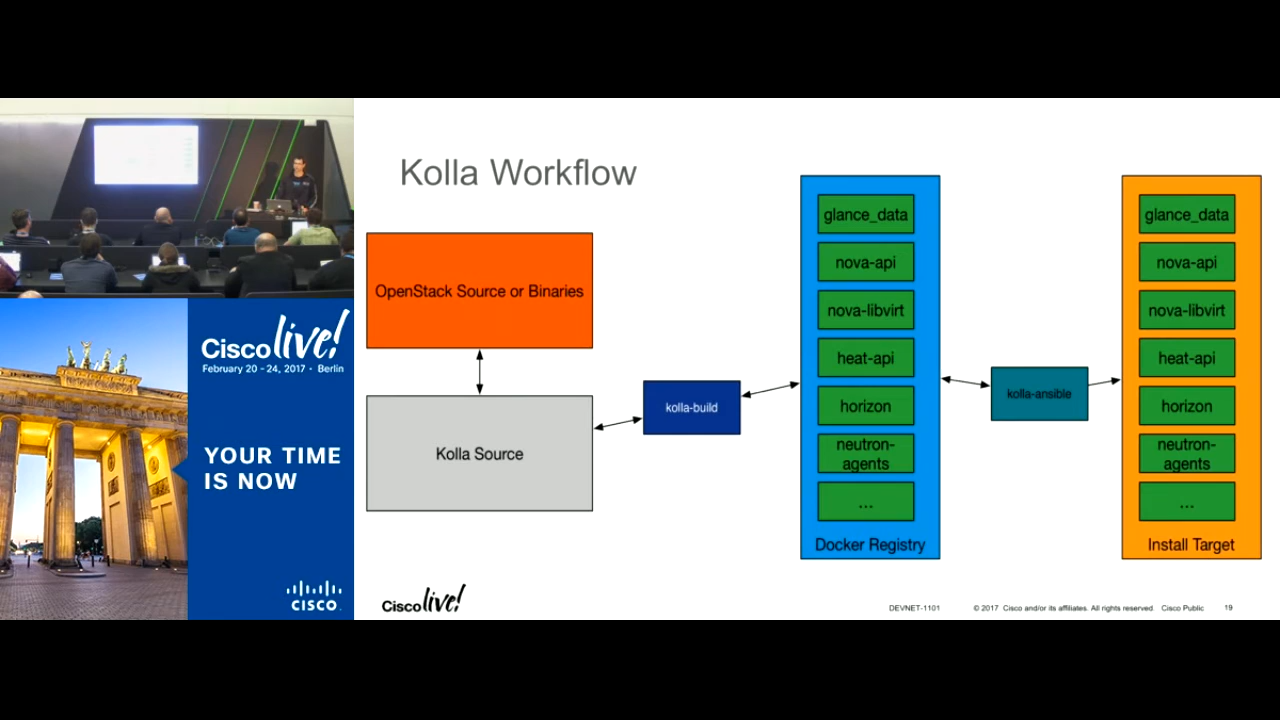 Kolla Workflow
OpenStack Source or Binaries
Kolla Source
kolla-build
glance_data
nova-api
nova-libvirt
heat-api
horizon
neutron-
agents
...
Docker Registry
kolla-ansible
glance_data
nova-api
nova-libvirt
heat-api
horizon
neutron-
agents
...
Install Target
Cisco live!
February 20 - 24, 2017 • Berlin
YOUR TIME
IS NOW
CISCO
Cisco live!
DEVNET-1101
© 2017 Cisco and/or its affiliates. All rights reserved. Cisco Public
19